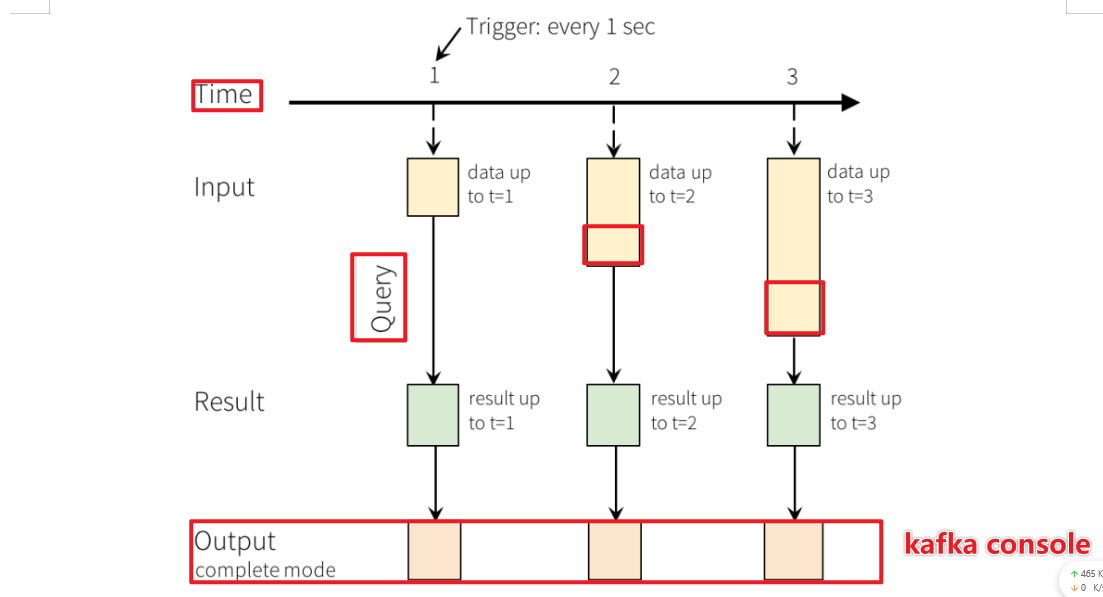 Trigger: every 1 sec
1
2
3
Time
Input
data up
to t=1
data up
to t=2
data up
to t=3
Query
Result
result up
to t=1
result up
to t=2
result up
to t=3
Output
complete mode
kafka console
↑ 465 K
↓ 0 K/